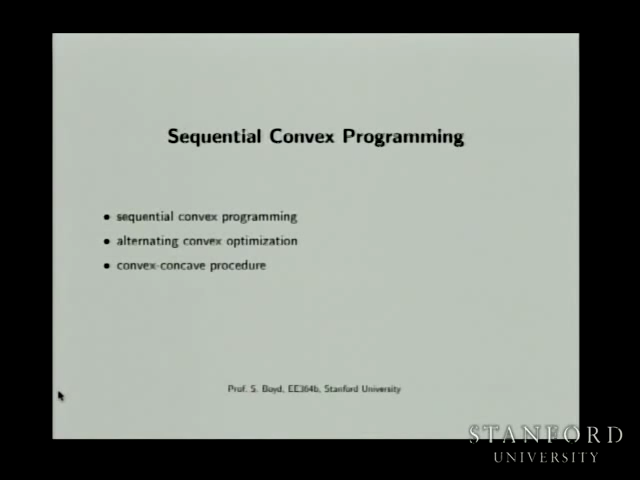 Sequential Convex Programming
• sequential convex programming
• alternating convex optimization
• convex-concave procedure
Prof. S. Boyd, EE364b, Stanford University
STANFORD
UNIVERSITY